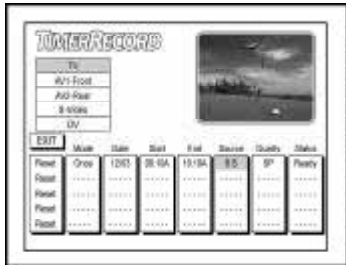 TIMERRECORD
TV
AV1-Front
AV2-Rear
S-Video
DV
EXIT Mode Date Start End Source Quality Status
Reset Once 12/03 09:10A 10:10A SP Ready
Reset
Reset
Reset
Reset